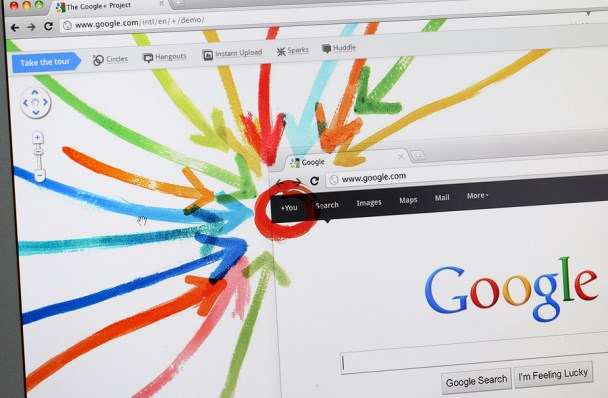 The Google+ Project
www.google.com/intl/en/+/demo/
Take the tour Circles Hangouts Instant Upload Sparks Huddle
Google
www.google.com
+You Search Images Maps Mail More
Google
Google Search I'm Feeling Lucky